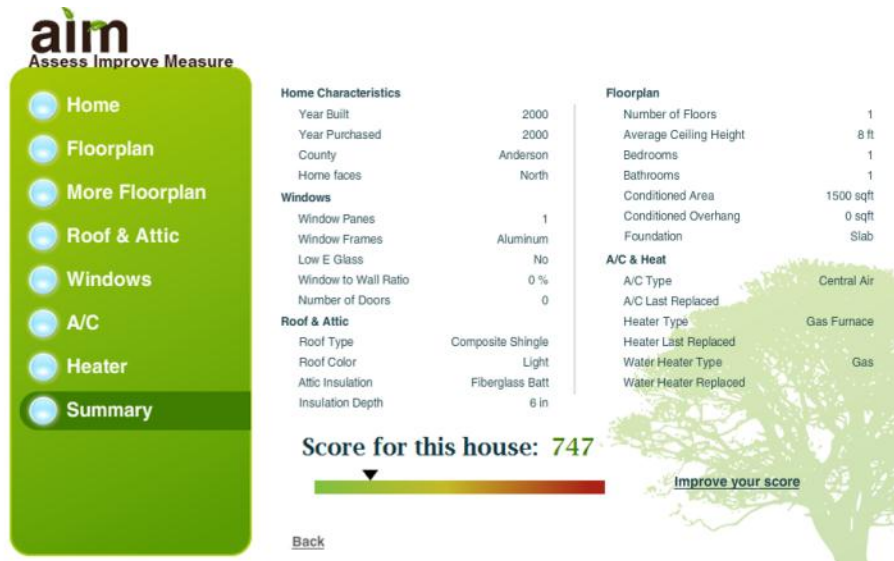 aim
Assess Improve Measure
Home
Floorplan
More Floorplan
Roof & Attic
Windows
A/C
Heater
Summary
Home Characteristics
Year Built 2000
Year Purchased 2000
County Anderson
Home faces North
Windows
Window Panes 1
Window Frames Aluminum
Low E Glass No
Window to Wall Ratio 0 %
Number of Doors 0
Roof & Attic
Roof Type Composite Shingle
Roof Color Light
Attic Insulation Fiberglass Batt
Insulation Depth 6 in
Floorplan
Number of Floors 1
Average Ceiling Height 8 ft
Bedrooms 1
Bathrooms 1
Conditioned Area 1500 sqft
Conditioned Overhang 0 sqft
Foundation Slab
A/C & Heat
A/C Type Central Air
A/C Last Replaced
Heater Type Gas Furnace
Heater Last Replaced
Water Heater Type Gas
Water Heater Replaced
Score for this house: 747
Improve your score
Back